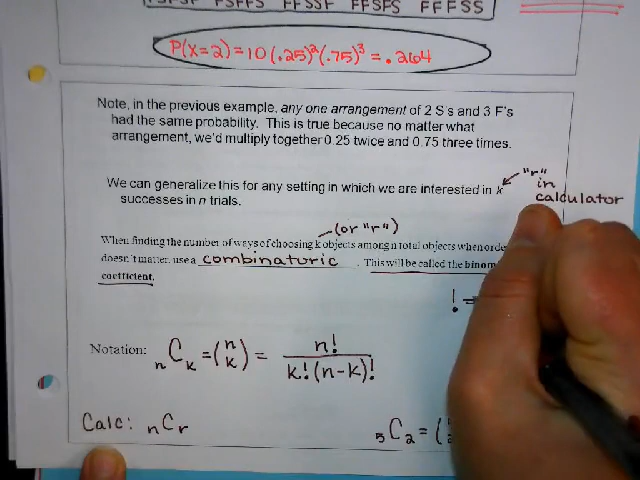 FSFSF FSFFS FFSSF FFSFS FFFSS
P(X=2) = 10(.25)²(.75)³ = .264
Note, in the previous example, any one arrangement of 2 S's and 3 F's
had the same probability. This is true because no matter what
arrangement, we'd multiply together 0.25 twice and 0.75 three times.
"r"
in
calculator
We can generalize this for any setting in which we are interested in k
successes in n trials.
(or "r")
When finding the number of ways of choosing k objects among n total objects when
doesn't matter, use a combinatoric. This will be called the
coefficient.
! =
Notation: nCk = (n k) = n! / k!(n-k)!
Calc: nCr
5C2 = (